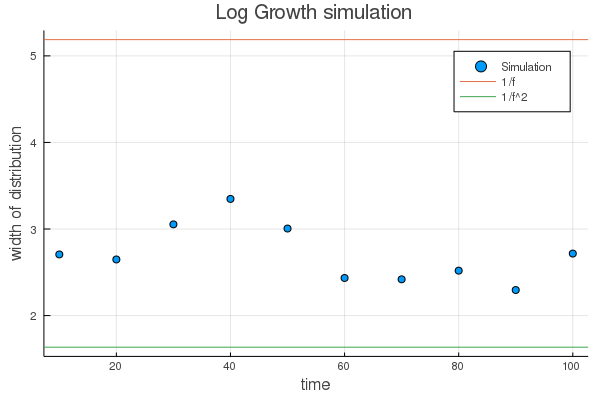 Log Growth simulation
width of distribution
5
4
3
2
Simulation
1/f
1/f^2
20
40
60
80
100
time